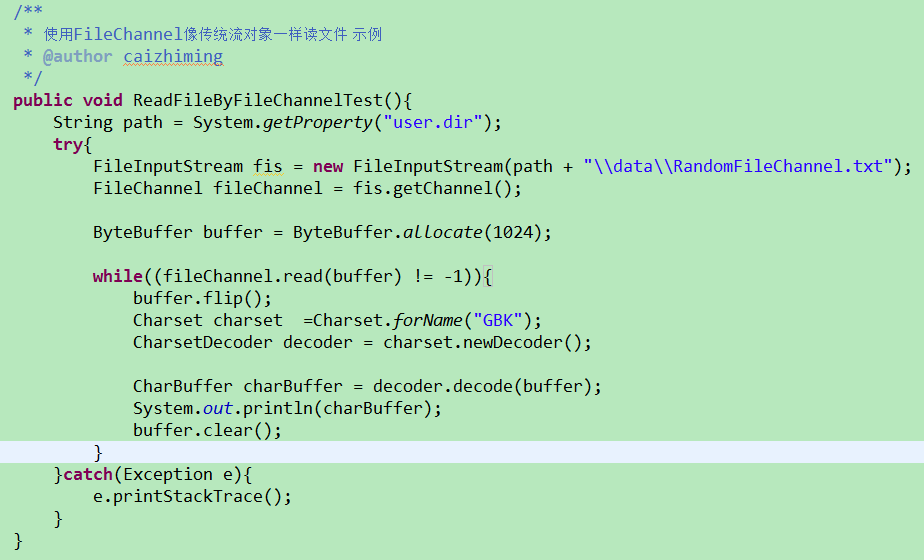 /**
 * 使用FileChannel像传统流对象一样读文件 示例
 * @author caizhiming
 */
public void ReadFileByFileChannelTest(){
    String path = System.getProperty("user.dir");
    try{
        FileInputStream fis = new FileInputStream(path + "\\data\\RandomFileChannel.txt");
        FileChannel fileChannel = fis.getChannel();

        ByteBuffer buffer = ByteBuffer.allocate(1024);

        while((fileChannel.read(buffer) != -1)){
            buffer.flip();
            Charset charset  =Charset.forName("GBK");
            CharsetDecoder decoder = charset.newDecoder();

            CharBuffer charBuffer = decoder.decode(buffer);
            System.out.println(charBuffer);
            buffer.clear();
        }
    }catch(Exception e){
        e.printStackTrace();
    }
}